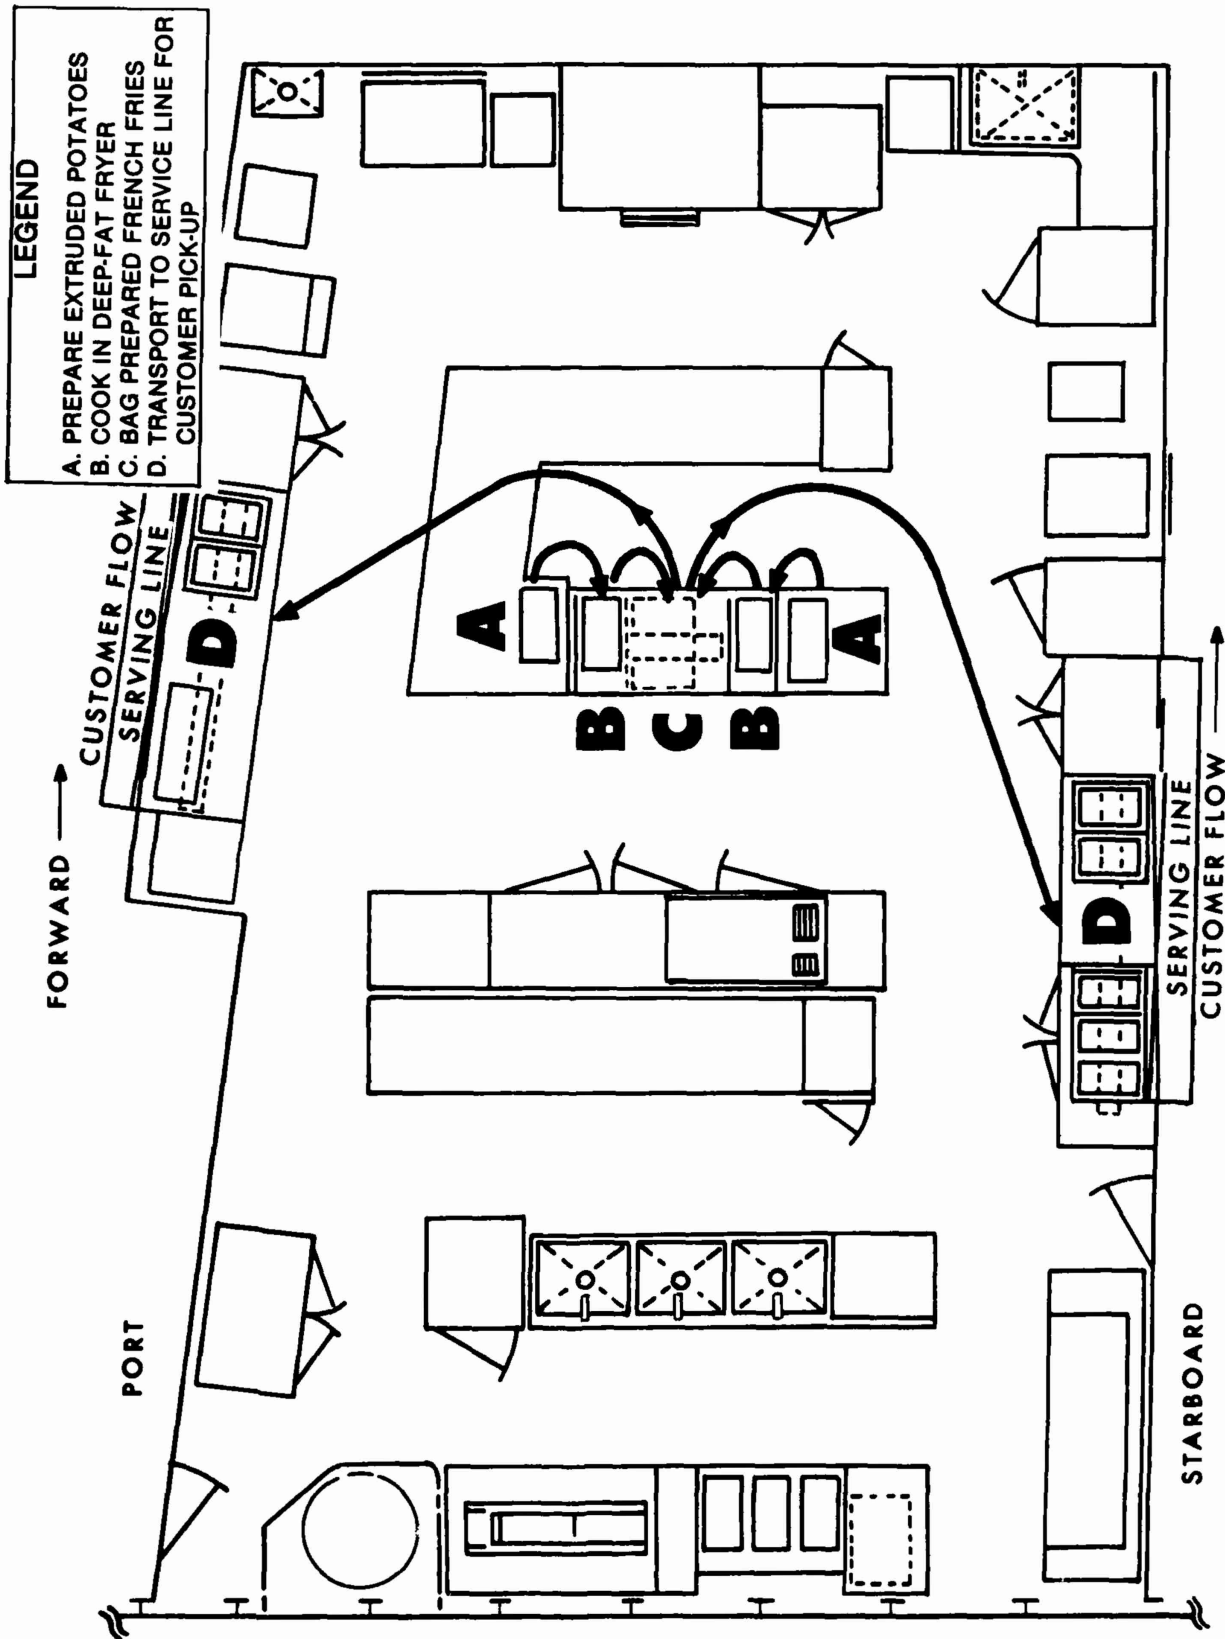 LEGEND
A. PREPARE EXTRUDED POTATOES
B. COOK IN DEEP-FAT FRYER
C. BAG PREPARED FRENCH FRIES
D. TRANSPORT TO SERVICE LINE FOR
CUSTOMER PICK-UP
FORWARD
CUSTOMER FLOW
SERVING LINE
D
PORT
A
B
C
B
A
D
SERVING LINE
CUSTOMER FLOW
STARBOARD